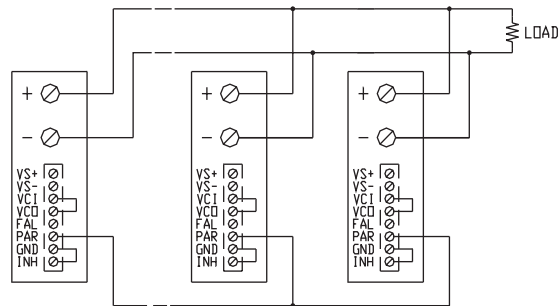 LOAD
+
−
VS+
VS-
VCI
VCO
FAL
PAR
GND
INH
+
−
VS+
VS-
VCI
VCO
FAL
PAR
GND
INH
+
−
VS+
VS-
VCI
VCO
FAL
PAR
GND
INH